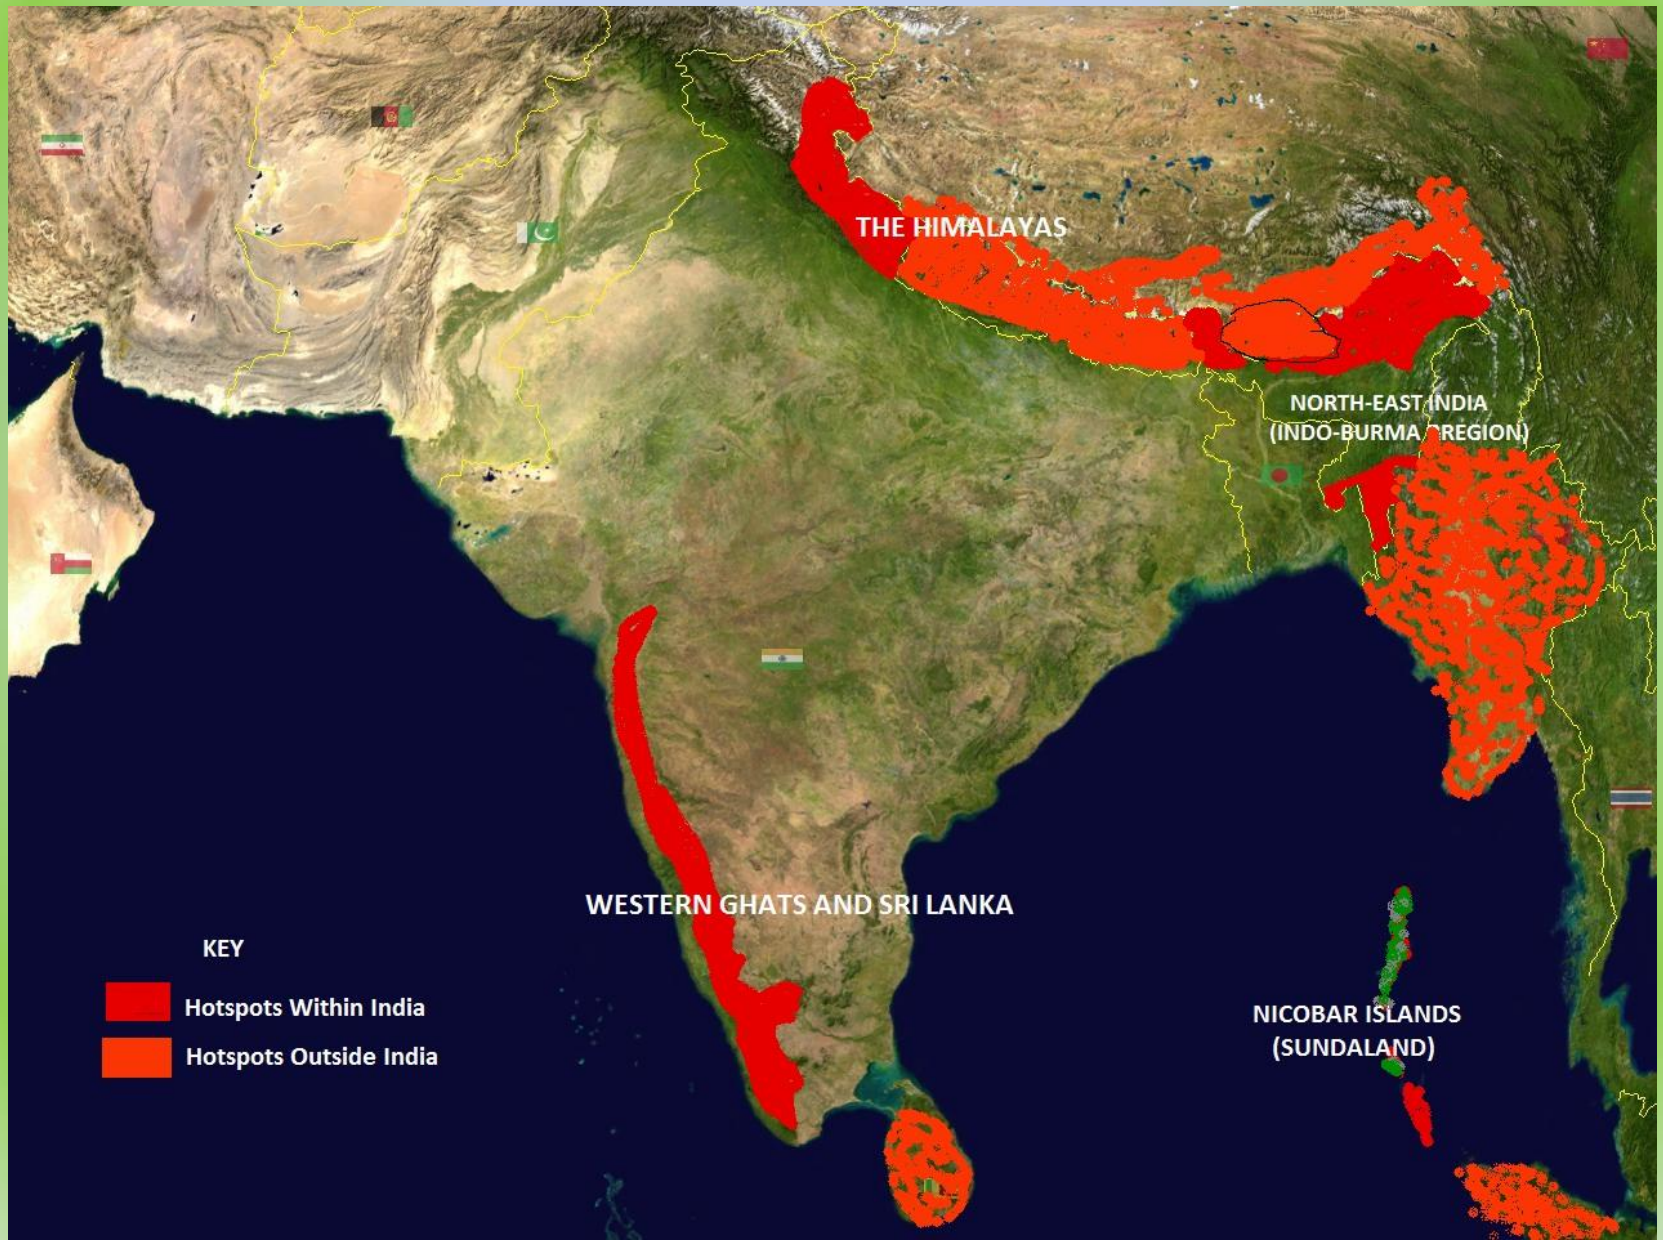 THE HIMALAYAS
NORTH-EAST INDIA
(INDO-BURMA REGION)
WESTERN GHATS AND SRI LANKA
KEY
Hotspots Within India
Hotspots Outside India
NICOBAR ISLANDS
(SUNDALAND)